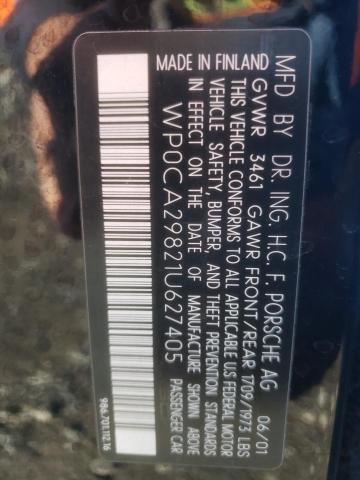 MFD BY DR. ING. H.C. F. PORSCHE AG
MADE IN FINLAND 06/01
GVWR 3461 GAWR FRONT/REAR 1709/1973 LBS
THIS VEHICLE CONFORMS TO ALL APPLICABLE US FEDERAL MOTOR
VEHICLE SAFETY, BUMPER, AND THEFT PREVENTION STANDARDS
IN EFFECT ON THE DATE OF MANUFACTURE SHOWN ABOVE
WP0CA29821U627405 PASSENGER CAR
986.701.112.16